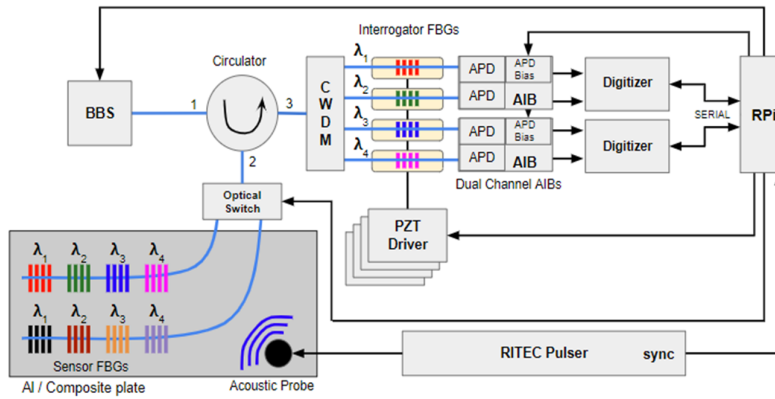 Interrogator FBGs
Circulator
BBS
1
3
2
C
W
D
M
λ1
λ2
λ3
λ4
APD
APD
Bias
APD
AIB
APD
APD
Bias
APD
AIB
Dual Channel AIBs
Digitizer
Digitizer
SERIAL
RPi
Optical
Switch
PZT
Driver
λ1
λ2
λ3
λ4
λ1
λ2
λ3
λ4
Sensor FBGs
Al / Composite plate
Acoustic Probe
RITEC Pulser
sync